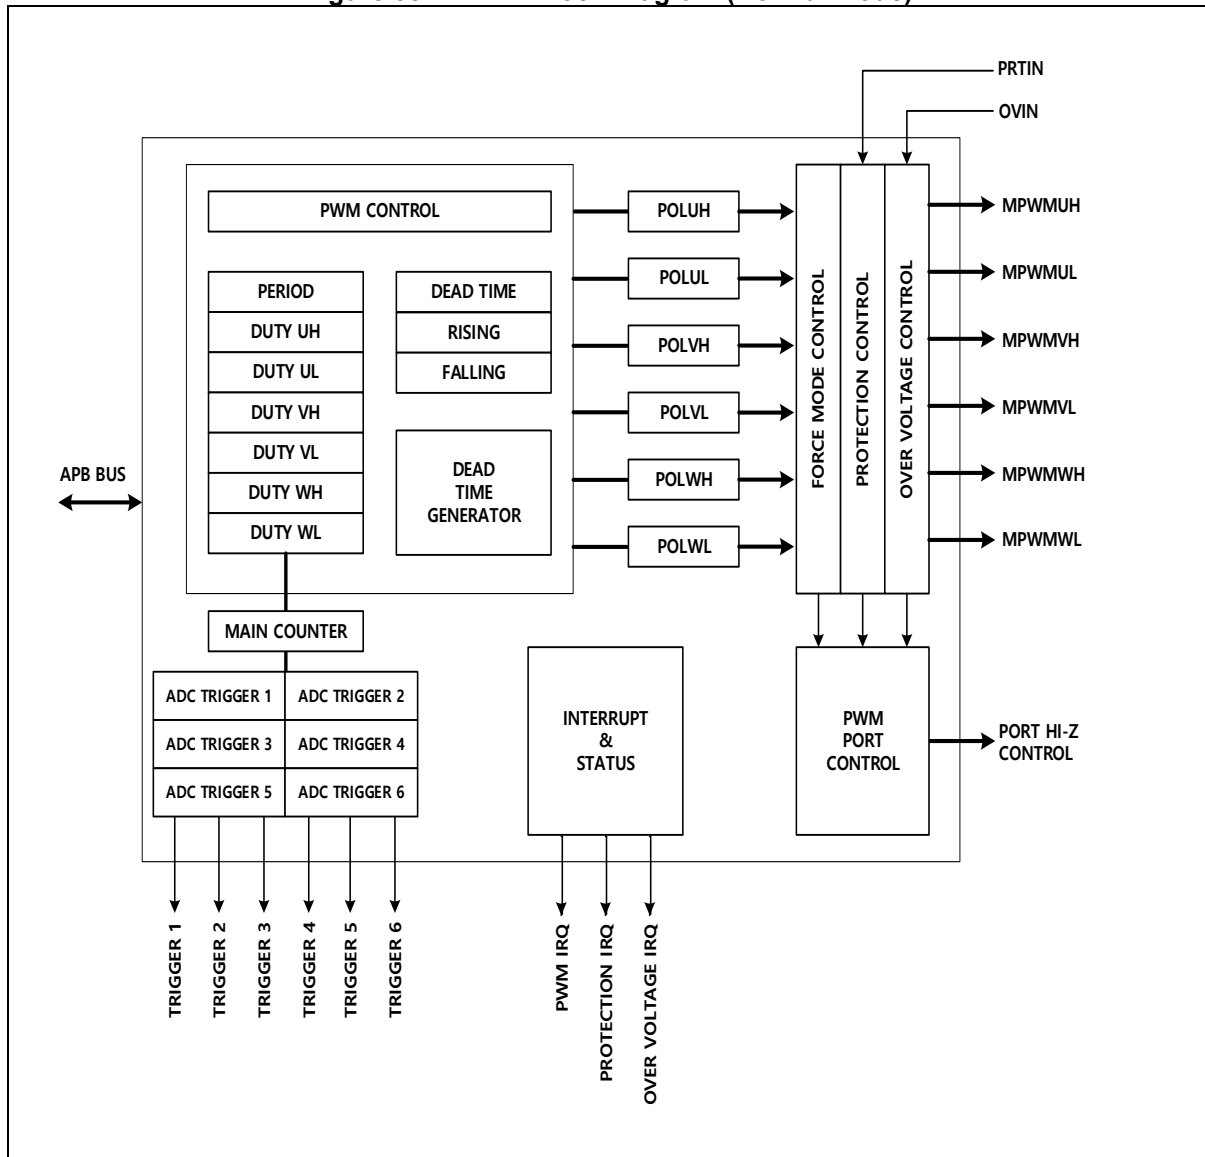 PRTIN
OVIN
PWM CONTROL
POLUH
MPWMUH
PERIOD
DUTY UH
DUTY UL
DUTY VH
DUTY VL
DUTY WH
DUTY WL
DEAD TIME
RISING
FALLING
DEAD
TIME
GENERATOR
POLUL
POLVH
POLVL
POLWH
POLWL
FORCE MODE CONTROL
PROTECTION CONTROL
OVER VOLTAGE CONTROL
MPWMUL
MPWMVH
MPWMVL
MPWMWH
MPWMWL
APB BUS
MAIN COUNTER
ADC TRIGGER 1
ADC TRIGGER 2
ADC TRIGGER 3
ADC TRIGGER 4
ADC TRIGGER 5
ADC TRIGGER 6
INTERRUPT
&
STATUS
PWM
PORT
CONTROL
PORT HI-Z
CONTROL
TRIGGER 1
TRIGGER 2
TRIGGER 3
TRIGGER 4
TRIGGER 5
TRIGGER 6
PWM IRQ
PROTECTION IRQ
OVER VOLTAGE IRQ